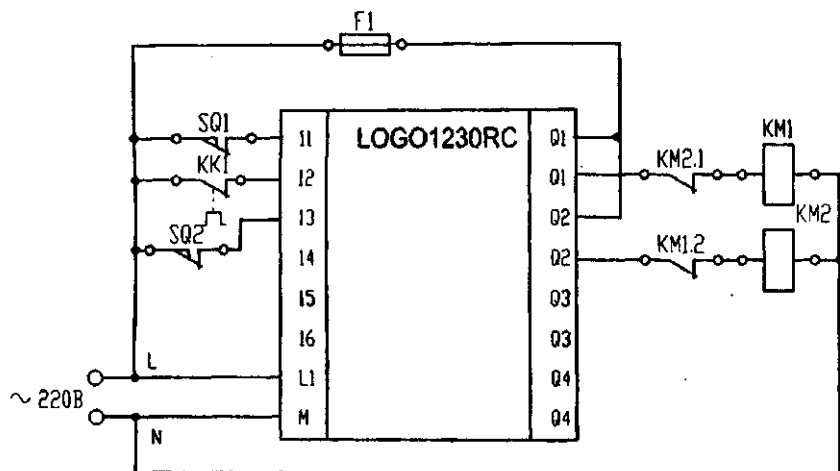 F1
SQ1
KK1
SQ2
I1
I2
I3
I4
I5
I6
L1
M
LOGO1230RC
Q1
Q1
Q2
Q2
Q3
Q3
Q4
Q4
KM2.1
KM1
KM1.2
KM2
L
~ 220В
N